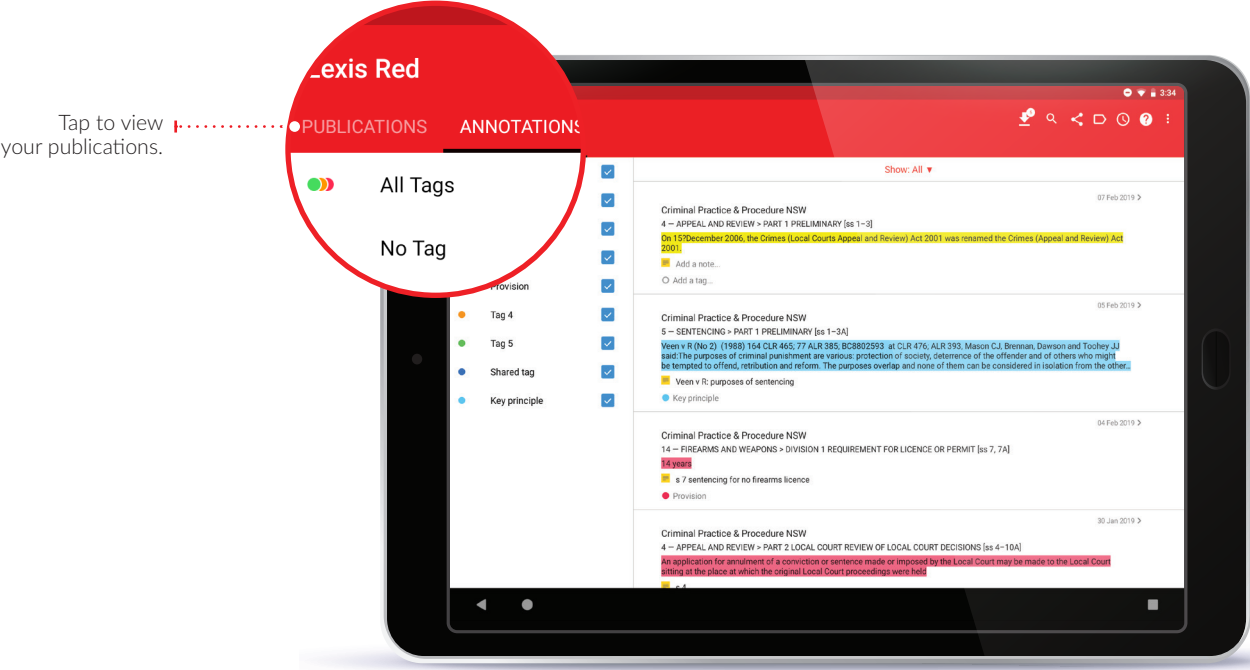 Lexis Red
PUBLICATIONS ANNOTATIONS
Tap to view
your publications.
All Tags
No Tag
Provision
Tag 4
Tag 5
Shared tag
Key principle
3:34
Show: All ▼
07 Feb 2019 >
Criminal Practice & Procedure NSW
4 — APPEAL AND REVIEW > PART 1 PRELIMINARY [ss 1–3]
On 15?December 2006, the Crimes (Local Courts Appeal and Review) Act 2001 was renamed the Crimes (Appeal and Review) Act
2001.
Add a note...
Add a tag...
05 Feb 2019 >
Criminal Practice & Procedure NSW
5 — SENTENCING > PART 1 PRELIMINARY [ss 1–3A]
Veen v R (No 2) (1988) 164 CLR 465; 77 ALR 385; BC8802593 at CLR 476; ALR 393, Mason CJ, Brennan, Dawson and Toohey JJ
said:The purposes of criminal punishment are various: protection of society, deterrence of the offender and of others who might
be tempted to offend, retribution and reform. The purposes overlap and none of them can be considered in isolation from the other...
Veen v R: purposes of sentencing
Key principle
04 Feb 2019 >
Criminal Practice & Procedure NSW
14 — FIREARMS AND WEAPONS > DIVISION 1 REQUIREMENT FOR LICENCE OR PERMIT [ss 7, 7A]
14 years
s 7 sentencing for no firearms licence
Provision
30 Jan 2019 >
Criminal Practice & Procedure NSW
4 — APPEAL AND REVIEW > PART 2 LOCAL COURT REVIEW OF LOCAL COURT DECISIONS [ss 4–10A]
An application for annulment of a conviction or sentence made or imposed by the Local Court may be made to the Local Court
sitting at the place at which the original Local Court proceedings were held
s 4